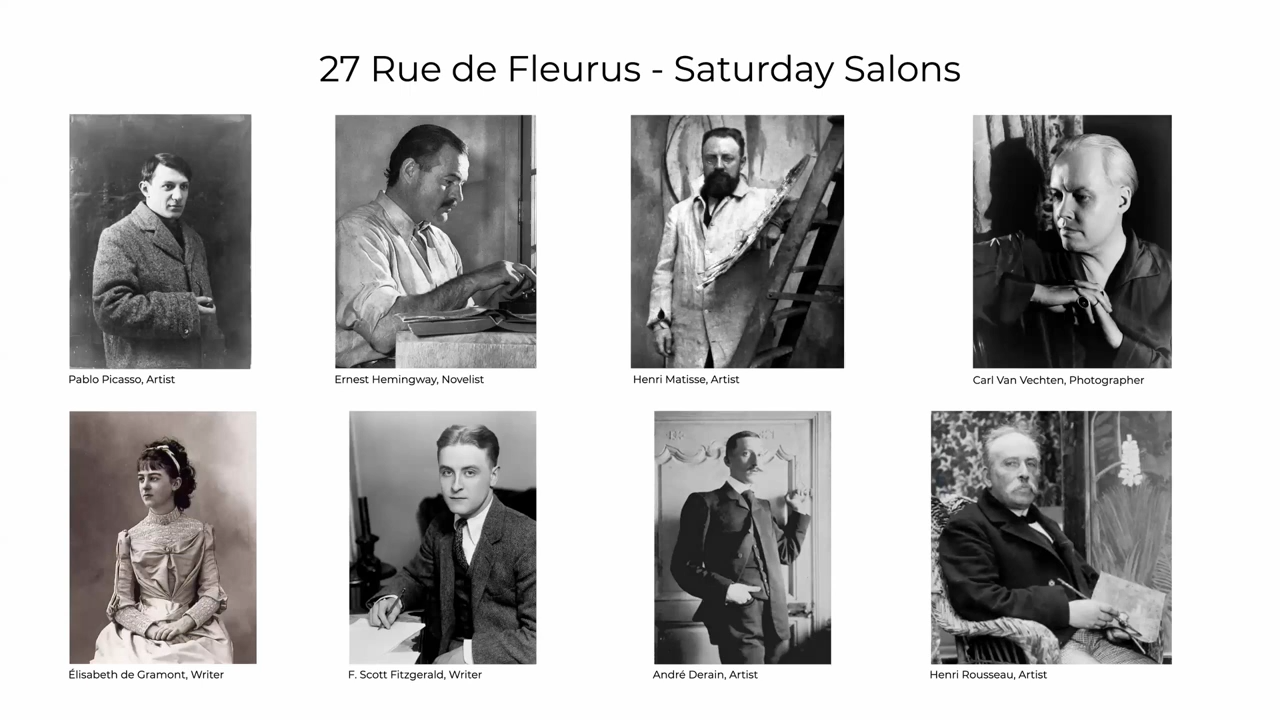 27 Rue de Fleurus - Saturday Salons
Pablo Picasso, Artist
Ernest Hemingway, Novelist
Henri Matisse, Artist
Carl Van Vechten, Photographer
Élisabeth de Gramont, Writer
F. Scott Fitzgerald, Writer
André Derain, Artist
Henri Rousseau, Artist